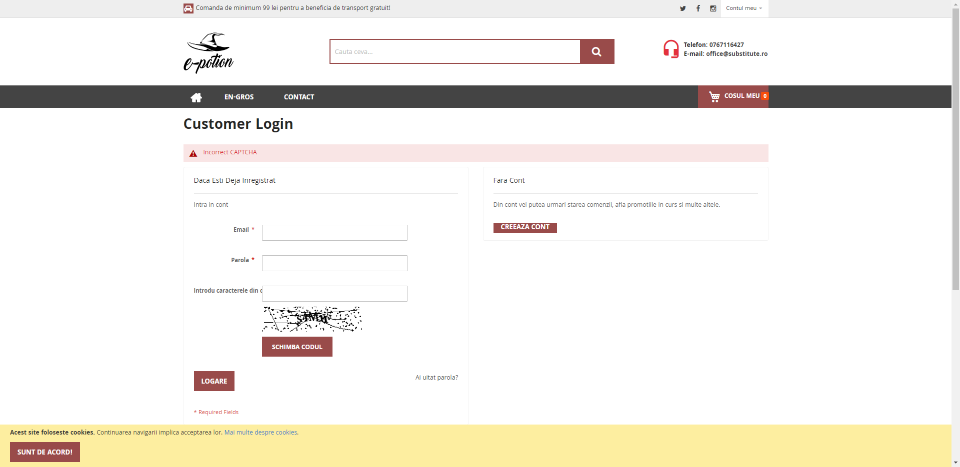 Comanda de minimum 99 lei pentru a beneficia de transport gratuit!
Contul meu
e-potion
Cauta ceva...
Telefon: 0767116427
E-mail: office@substitute.ro
EN-GROS
CONTACT
COSUL MEU 0
Customer Login
Incorrect CAPTCHA
Daca Esti Deja Inregistrat
Intra in cont
Email *
Parola *
Introdu caracterele din
SCHIMBA CODUL
LOGARE
Ai uitat parola?
* Required Fields
Fara Cont
Din cont vei putea urmari starea comenzii, afla promotiile in curs si multe altele.
CREEAZA CONT
Acest site foloseste cookies. Continuarea navigarii implica acceptarea lor. Mai multe despre cookies.
SUNT DE ACORD!